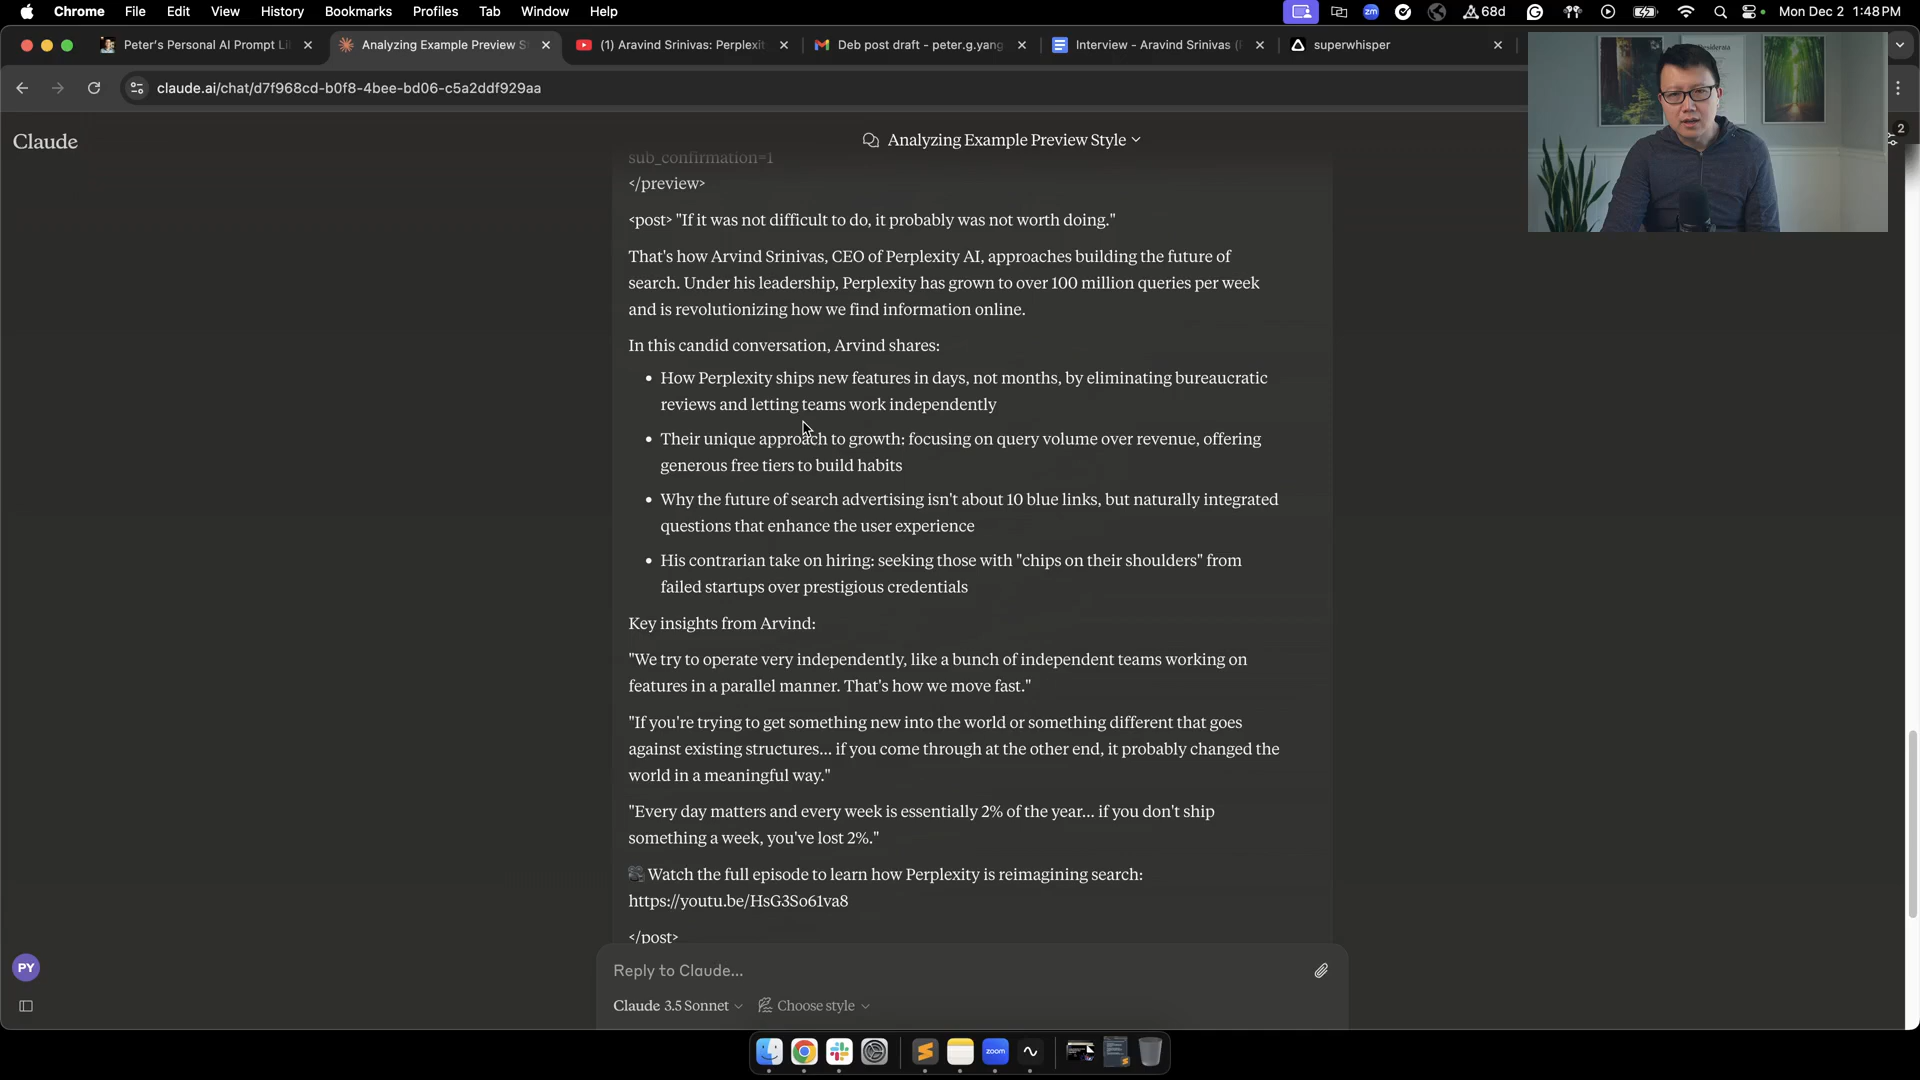 Chrome File Edit View History Bookmarks Profiles Tab Window Help
zm
68d
Mon Dec 2 1:48 PM
Peter's Personal AI Prompt Li
Analyzing Example Preview S
(1) Aravind Srinivas: Perplexit
Deb post draft - peter.g.yang
Interview - Aravind Srinivas (
superwhisper
claude.ai/chat/d7f968cd-b0f8-4bee-bd06-c5a2ddf929aa
Claude
Analyzing Example Preview Style
2
sub_confirmation=1
</preview>
<post> "If it was not difficult to do, it probably was not worth doing."
That's how Arvind Srinivas, CEO of Perplexity AI, approaches building the future of
search. Under his leadership, Perplexity has grown to over 100 million queries per week
and is revolutionizing how we find information online.
In this candid conversation, Arvind shares:
• How Perplexity ships new features in days, not months, by eliminating bureaucratic
reviews and letting teams work independently
• Their unique approach to growth: focusing on query volume over revenue, offering
generous free tiers to build habits
• Why the future of search advertising isn't about 10 blue links, but naturally integrated
questions that enhance the user experience
• His contrarian take on hiring: seeking those with "chips on their shoulders" from
failed startups over prestigious credentials
Key insights from Arvind:
"We try to operate very independently, like a bunch of independent teams working on
features in a parallel manner. That's how we move fast."
"If you're trying to get something new into the world or something different that goes
against existing structures... if you come through at the other end, it probably changed the
world in a meaningful way."
"Every day matters and every week is essentially 2% of the year... if you don't ship
something a week, you've lost 2%."
Watch the full episode to learn how Perplexity is reimagining search:
https://youtu.be/HsG3So61va8
</post>
PY
Reply to Claude...
Claude 3.5 Sonnet
Choose style
zoom